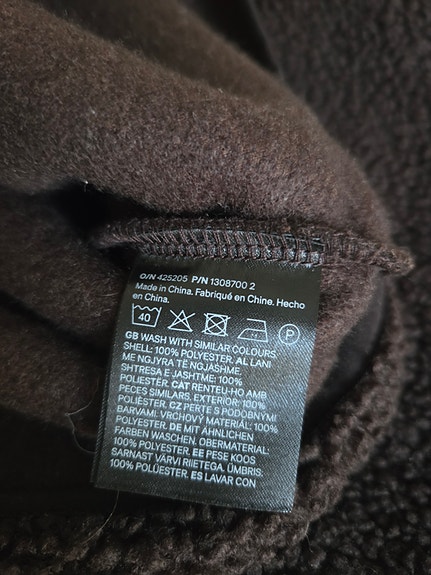 O/N 425205 P/N 1308700 2
Made in China. Fabriqué en Chine. Hecho
en China.
40 P
GB WASH WITH SIMILAR COLOURS.
SHELL: 100% POLYESTER. AL LANI
ME NGJYRA TË NGJASHME.
SHTRESA E JASHTME: 100%
POLIESTËR. CAT RENTEU-HO AMB
PECES SIMILARS. EXTERIOR: 100%
POLIÈSTER. CZ PERTE S PODOBNÝMI
BARVAMI. VRCHOVÝ MATERIÁL: 100%
POLYESTER. DE MIT ÄHNLICHEN
FARBEN WASCHEN. OBERMATERIAL:
100% POLYESTER. EE PESE KOOS
SARNAST VÄRVI RIIETEGA. ÜMBRIS:
100% POLÜESTER. ES LAVAR CON